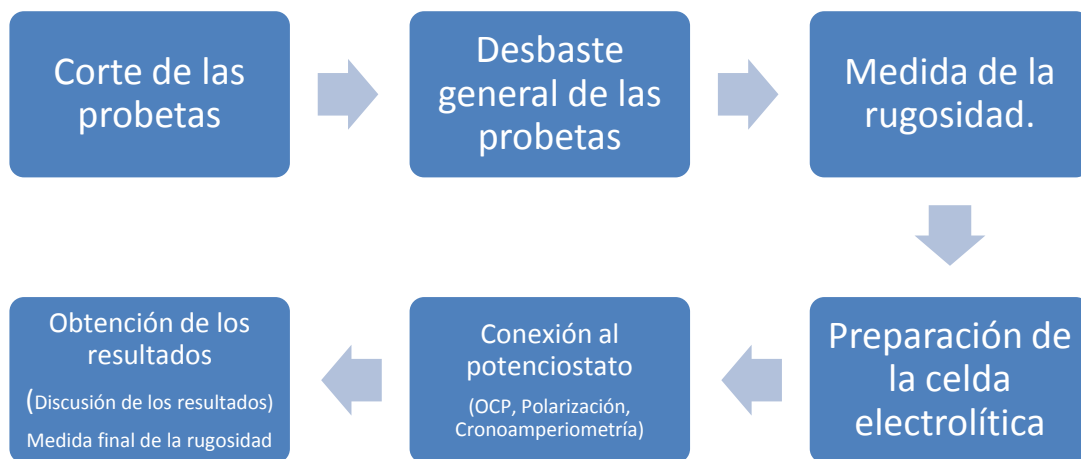 Corte de las
probetas
Desbaste
general de las
probetas
Medida de la
rugosidad.
Preparación de
la celda
electrolítica
Conexión al
potenciostato
(OCP, Polarización,
Cronoamperiometría)
Obtención de los
resultados
(Discusión de los resultados)
Medida final de la rugosidad